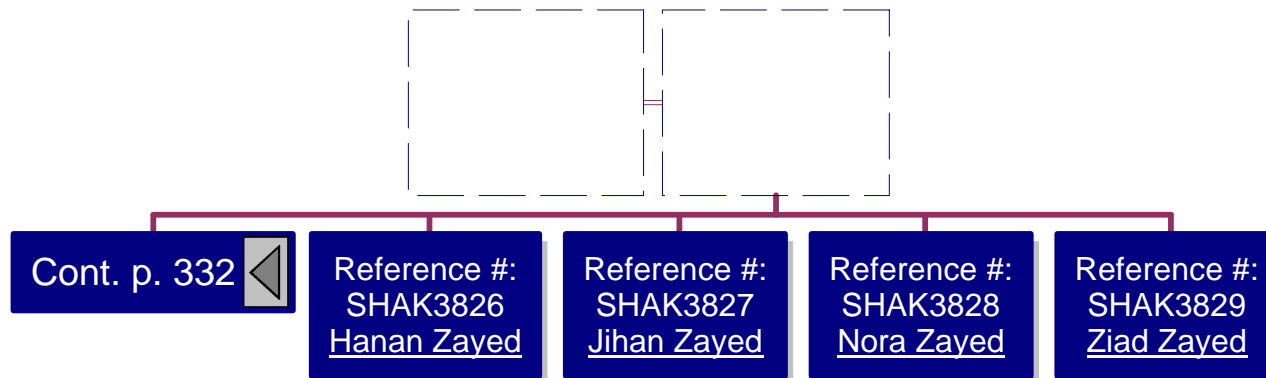 Cont. p. 332
Reference #:
SHAK3826
Hanan Zayed
Reference #:
SHAK3827
Jihan Zayed
Reference #:
SHAK3828
Nora Zayed
Reference #:
SHAK3829
Ziad Zayed